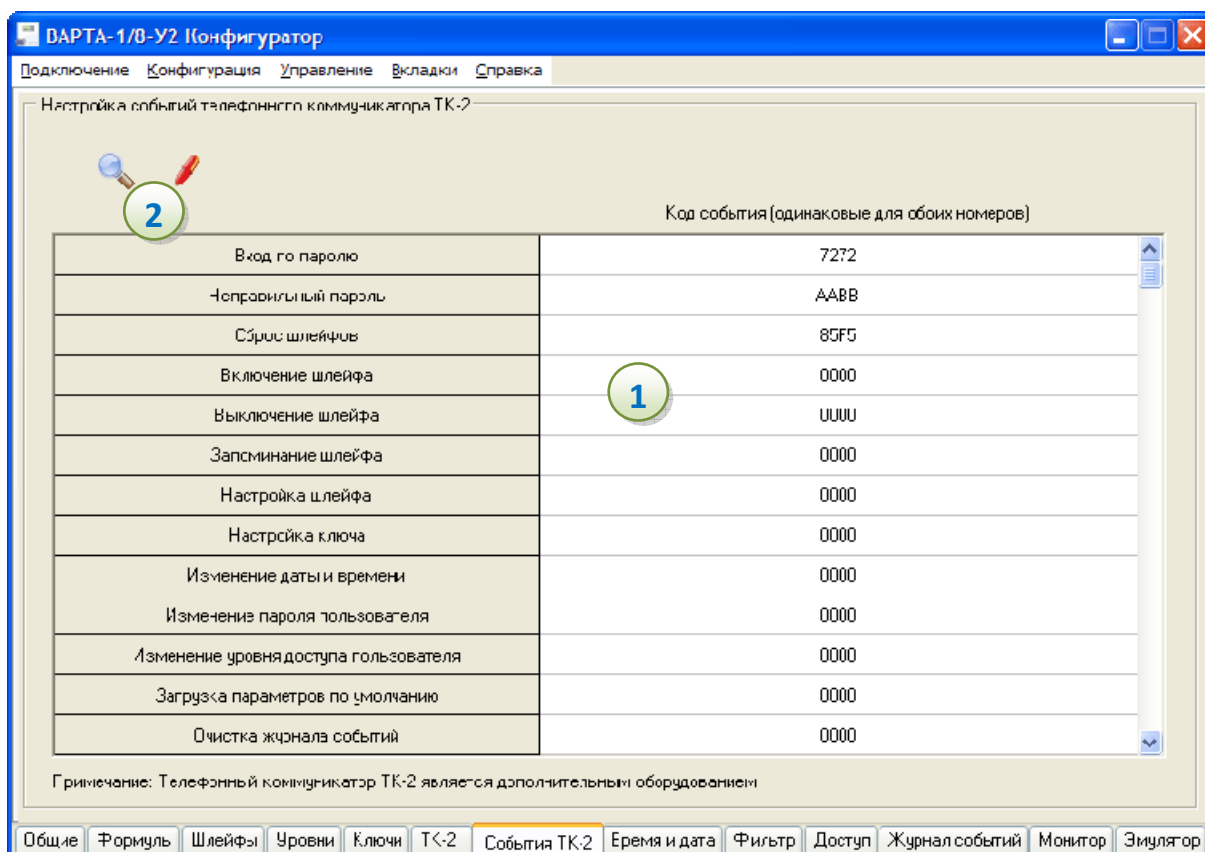 ВАРТА-1/8-У2 Конфигуратор
Подключение Конфигурация Управление Вкладки Справка
Настройка событий телефонного коммуникатора ТК-2
2
Код события (одинаковые для обоих номеров)
Вход по паролю 7272
Неправильный пароль AABB
Сброс шлейфов 85F5
Включение шлейфа 0000
1
Выключение шлейфа 0000
Запоминание шлейфа 0000
Настройка шлейфа 0000
Настройка ключа 0000
Изменение даты и времени 0000
Изменение пароля пользователя 0000
Изменение уровня доступа пользователя 0000
Загрузка параметров по умолчанию 0000
Очистка журнала событий 0000
Примечание: Телефонный коммуникатор ТК-2 является дополнительным оборудованием
Общие Формулы Шлейфы Уровни Ключи ТК-2 События ТК-2 Время и дата Фильтр Доступ Журнал событий Монитор Эмулятор